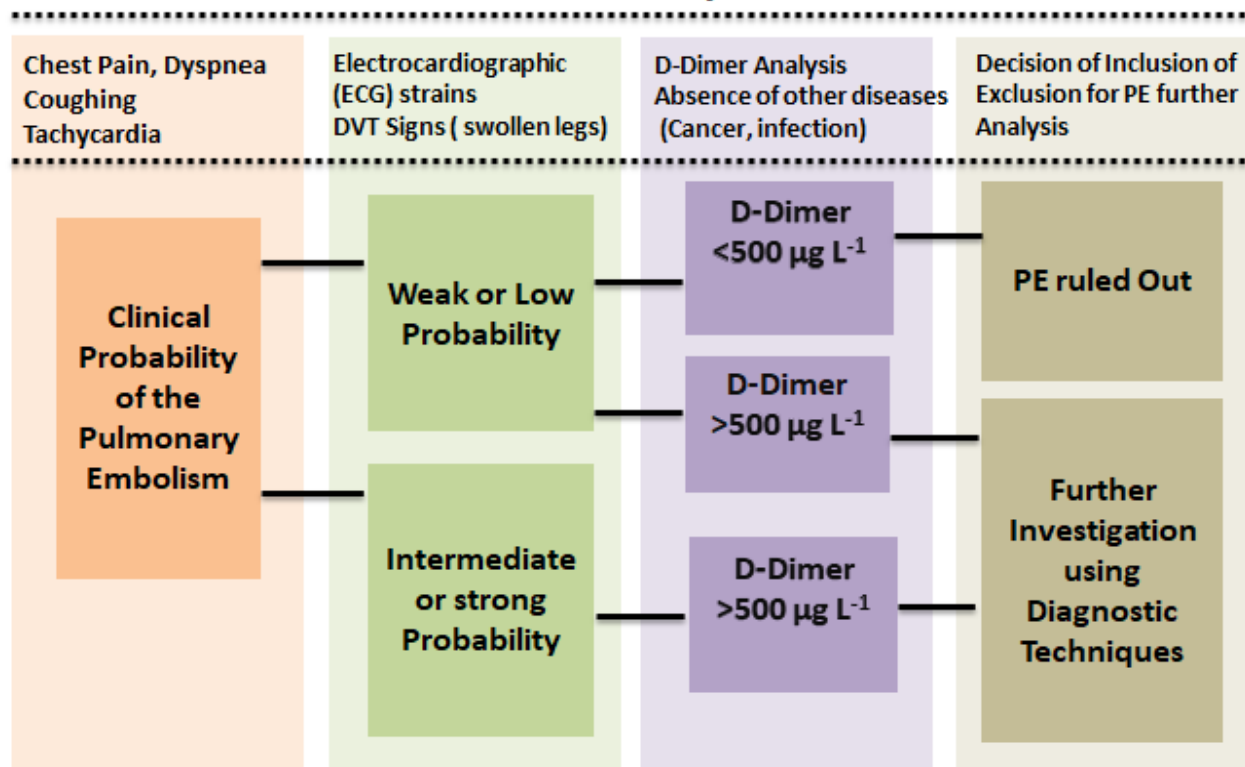 Chest Pain, Dyspnea
Coughing
Tachycardia
Electrocardiographic
(ECG) strains
DVT Signs ( swollen legs)
D-Dimer Analysis
Absence of other diseases
(Cancer, infection)
Decision of Inclusion of
Exclusion for PE further
Analysis
Clinical
Probability
of the
Pulmonary
Embolism
Weak or Low
Probability
Intermediate
or strong
Probability
D-Dimer
<500 µg L⁻¹
D-Dimer
>500 µg L⁻¹
D-Dimer
>500 µg L⁻¹
PE ruled Out
Further
Investigation
using
Diagnostic
Techniques